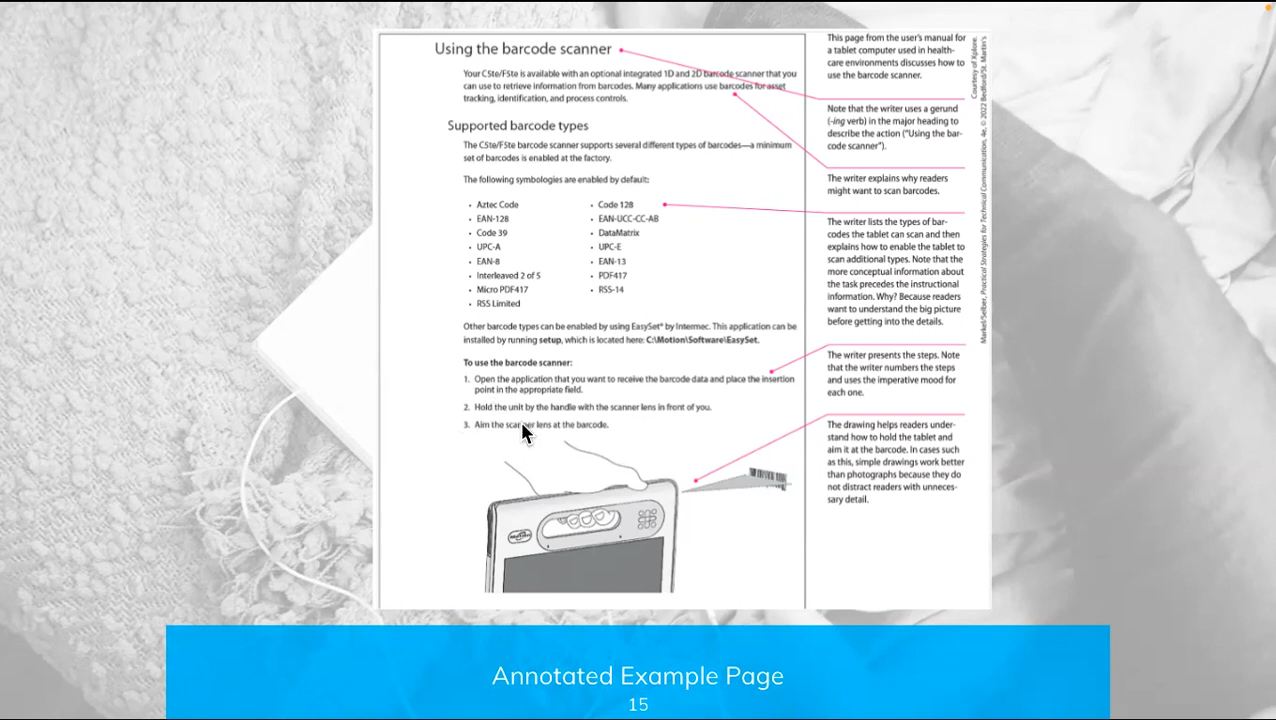 Using the barcode scanner
Your C5te/F5te is available with an optional integrated 1D and 2D barcode scanner that you
can use to retrieve information from barcodes. Many applications use barcodes for asset
tracking, identification, and process controls.
Supported barcode types
The C5te/F5te barcode scanner supports several different types of barcodes—a minimum
set of barcodes is enabled at the factory.
The following symbologies are enabled by default:
• Aztec Code
• EAN-128
• Code 39
• UPC-A
• EAN-8
• Interleaved 2 of 5
• Micro PDF417
• RSS Limited
• Code 128
• EAN-UCC-CC-AB
• DataMatrix
• UPC-E
• EAN-13
• PDF417
• RSS-14
Other barcode types can be enabled by using EasySet® by Intermec. This application can be
installed by running setup, which is located here: C:\Motion\Software\EasySet.
To use the barcode scanner:
1. Open the application that you want to receive the barcode data and place the insertion
point in the appropriate field.
2. Hold the unit by the handle with the scanner lens in front of you.
3. Aim the scanner lens at the barcode.
This page from the user's manual for
a tablet computer used in health-
care environments discusses how to
use the barcode scanner.
Note that the writer uses a gerund
(-ing verb) in the major heading to
describe the action ("Using the bar-
code scanner").
The writer explains why readers
might want to scan barcodes.
The writer lists the types of bar-
codes the tablet can scan and then
explains how to enable the tablet to
scan additional types. Note that the
more conceptual information about
the task precedes the instructional
information. Why? Because readers
want to understand the big picture
before getting into the details.
The writer presents the steps. Note
that the writer numbers the steps
and uses the imperative mood for
each one.
The drawing helps readers under-
stand how to hold the tablet and
aim it at the barcode. In cases such
as this, simple drawings work better
than photographs because they do
not distract readers with unneces-
sary detail.
Courtesy of Xplore.
Markel/Selber, Practical Strategies for Technical Communication, 4e, © 2022 Bedford/St. Martin's
Annotated Example Page
15